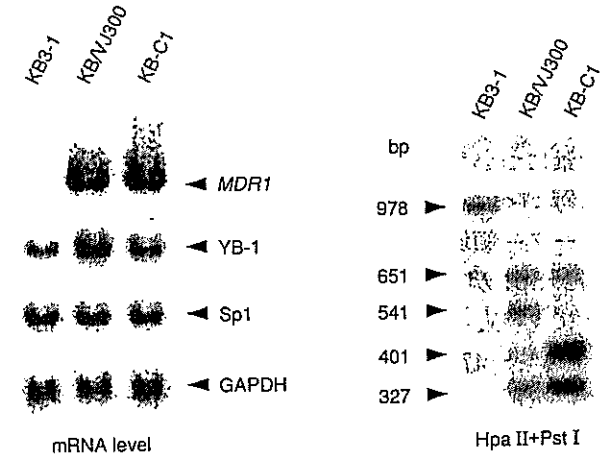 KB3-1
KB/VJ300
KB-C1
MDR1
YB-1
Sp1
GAPDH
mRNA level
KB3-1
KB/VJ300
KB-C1
bp
978
651
541
401
327
Hpa II+Pst I